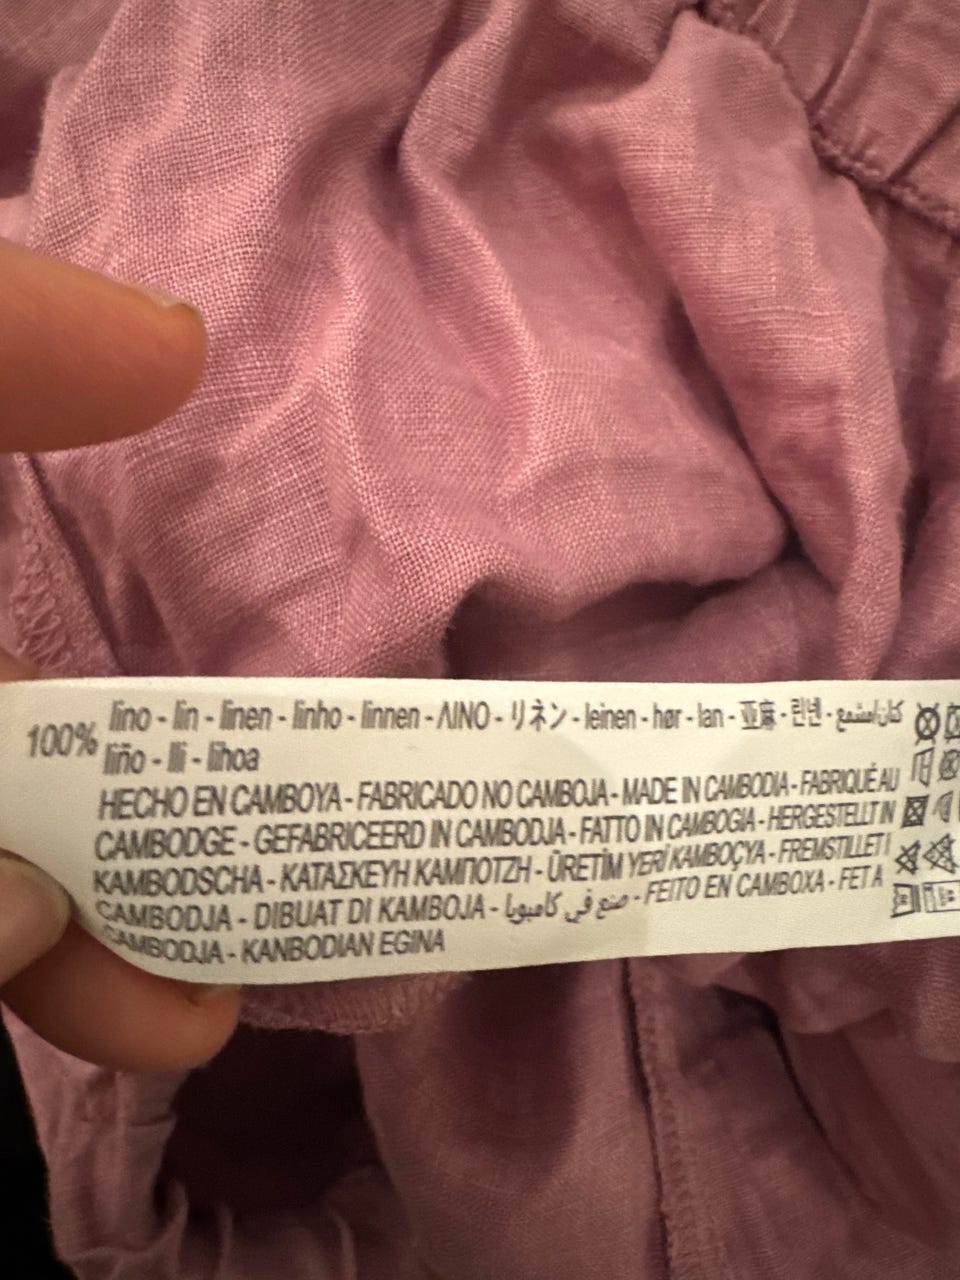 100% lino - lin - linen - linho - linnen - ΛΙΝΟ - リネン - leinen - hør - lan - 亚麻 - 린넨 - كتان/مشمع
liño - lli - lihoa
HECHO EN CAMBOYA - FABRICADO NO CAMBOJA - MADE IN CAMBODIA - FABRIQUÉ AU
CAMBODGE - GEFABRICEERD IN CAMBODJA - FATTO IN CAMBOGIA - HERGESTELLT IN
KAMBODSCHA - ΚΑΤΑΣΚΕΥΗ ΚΑΜΠΟΤΖΗ - ÜRETİM YERİ KAMBOÇYA - FREMSTILLET I
CAMBODJA - DIBUAT DI KAMBOJA - صنع في كامبوديا - FEITO EN CAMBOXA - FET A
CAMBODJA - KANBODIAN EGINA